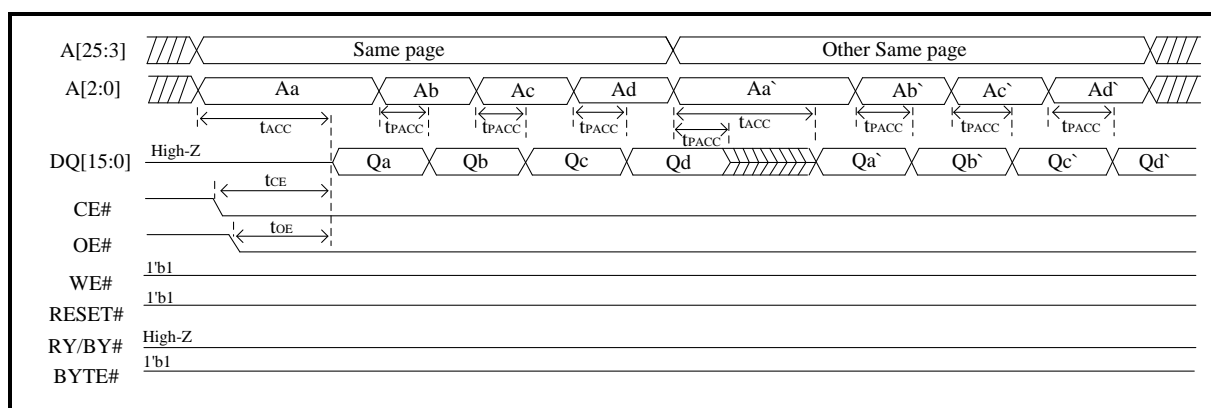 A[25:3] Same page Other Same page
A[2:0] Aa Ab Ac Ad Aa` Ab` Ac` Ad`
tACC tPACC tPACC tPACC tPACC tACC tPACC tPACC tPACC
DQ[15:0] High-Z Qa Qb Qc Qd Qa` Qb` Qc` Qd`
tCE
CE#
tOE
OE#
WE# 1'b1
RESET# 1'b1
RY/BY# High-Z
BYTE# 1'b1